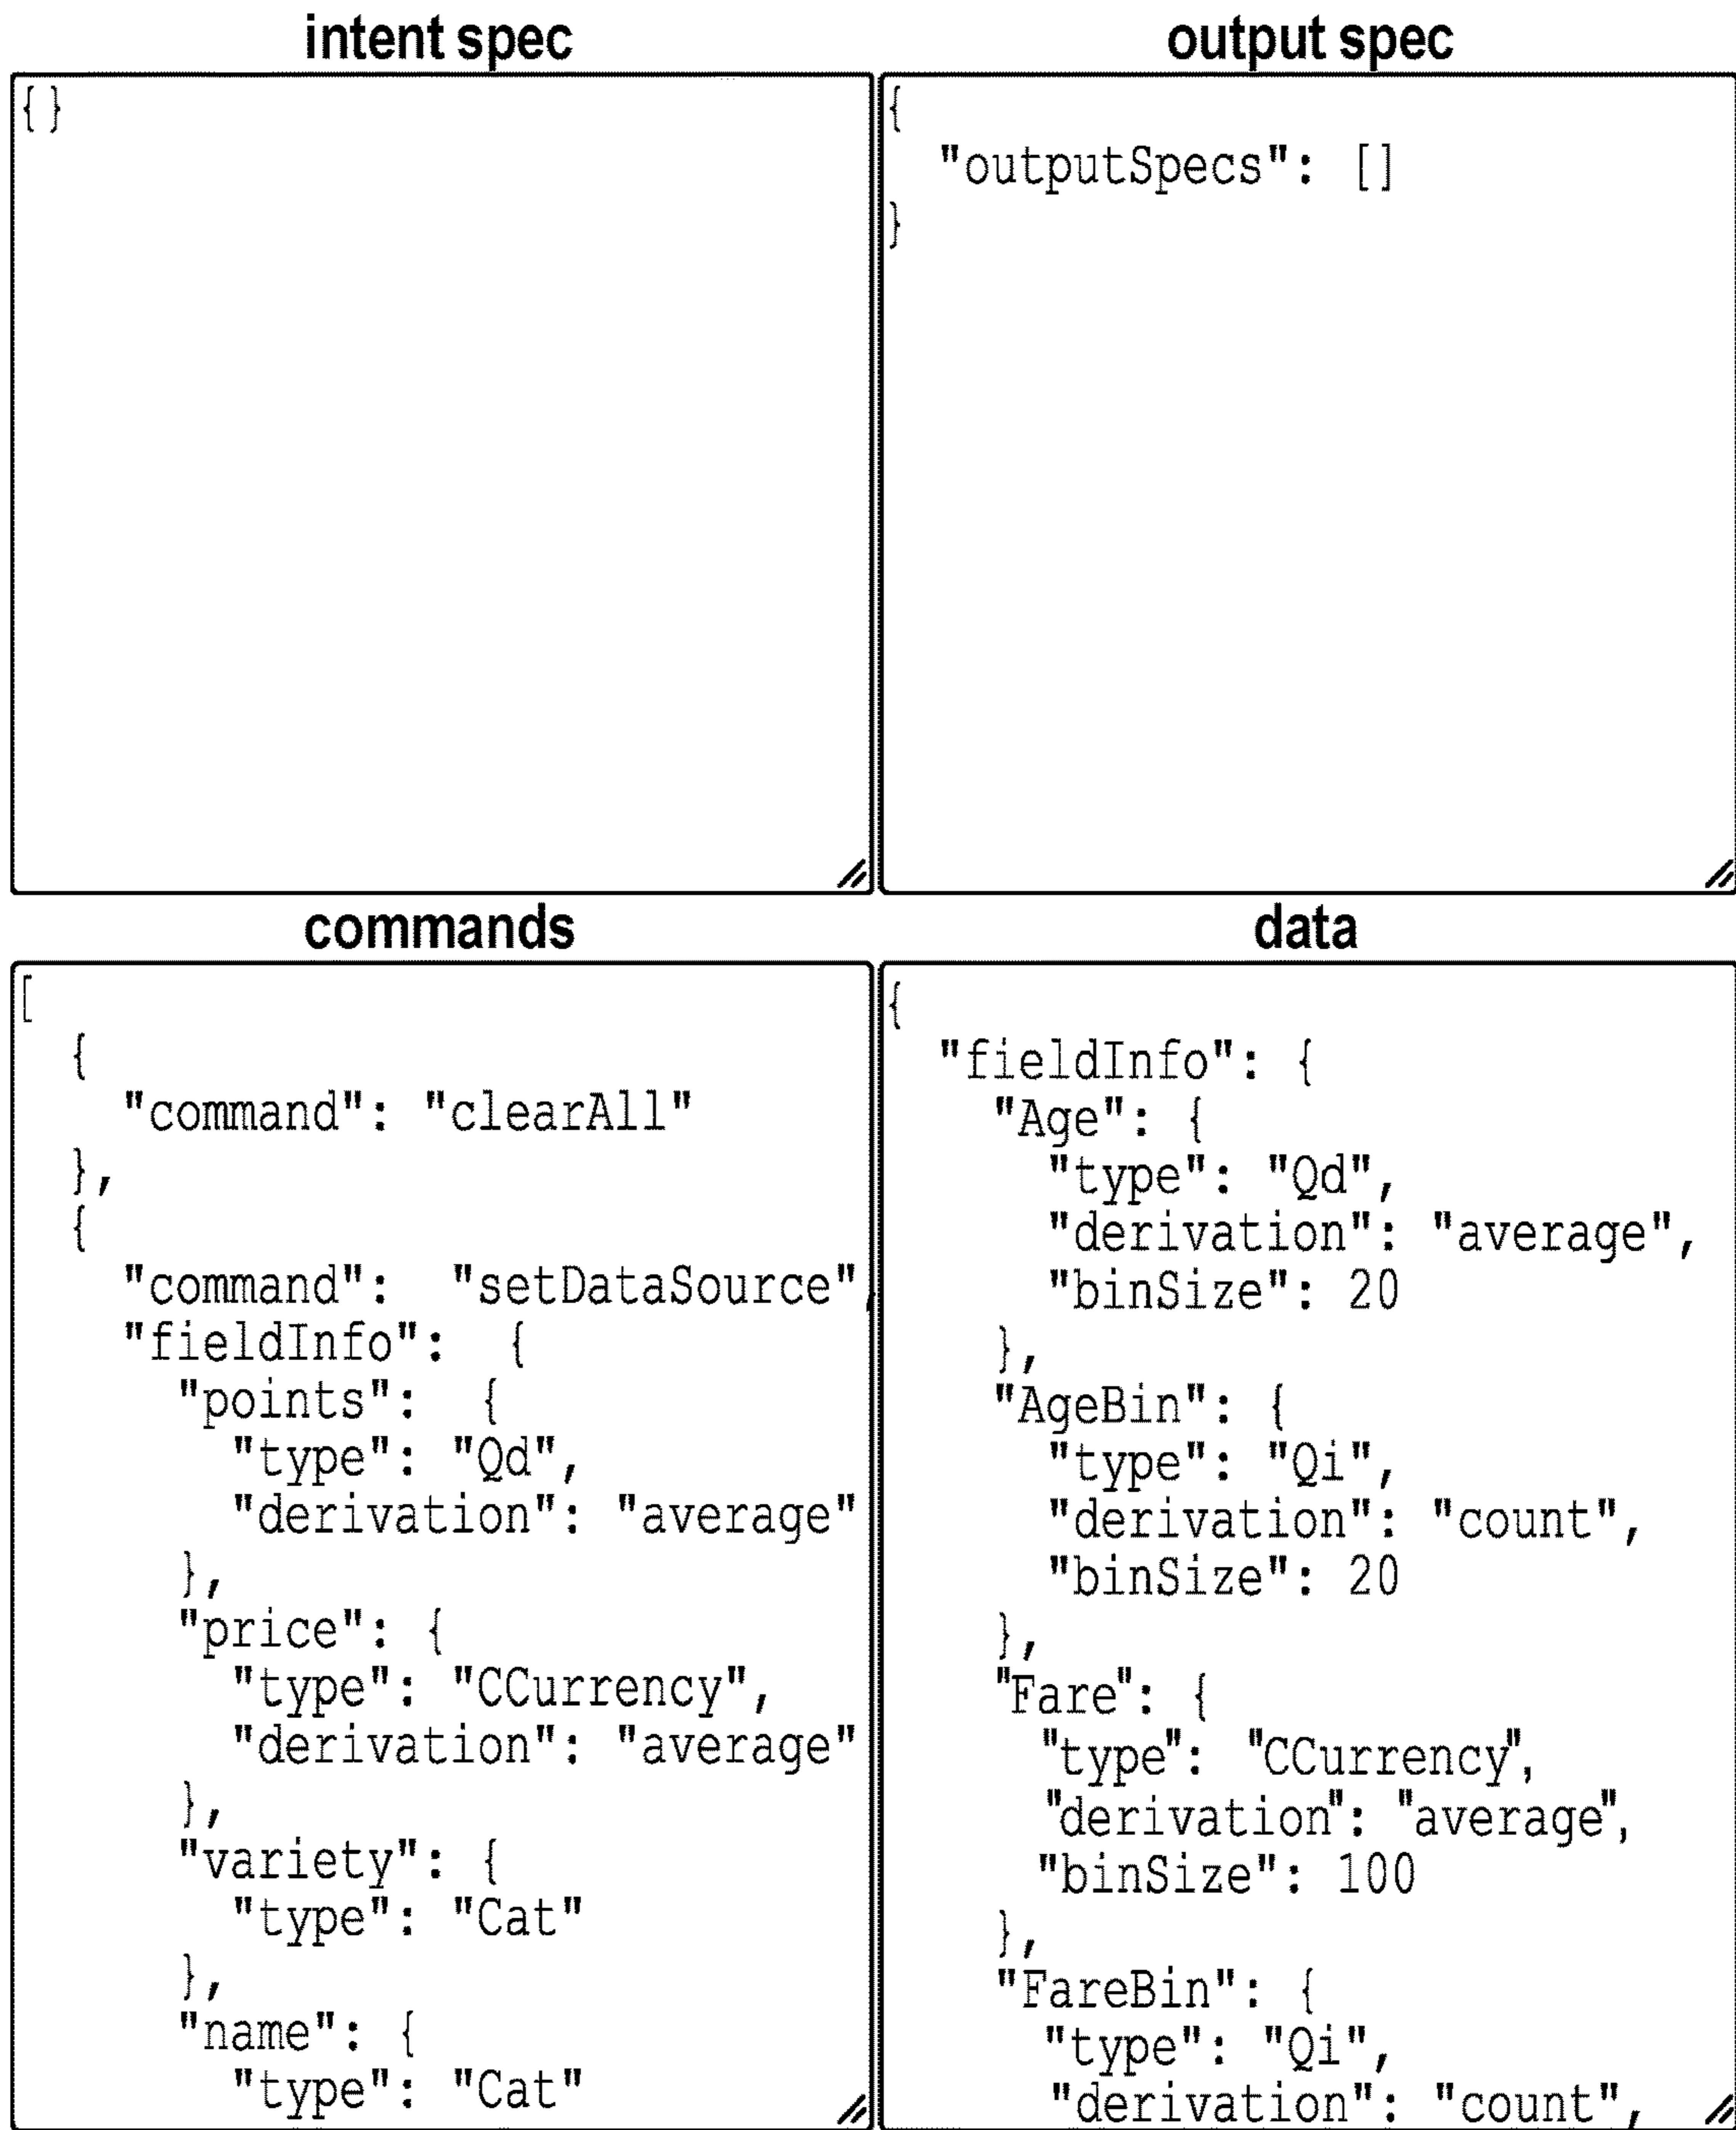 intent spec
{}
output spec
{
"outputSpecs": []
}
commands
[
{
"command": "clearAll"
},
{
"command": "setDataSource",
"fieldInfo": {
"points": {
"type": "Qd",
"derivation": "average"
},
"price": {
"type": "CCurrency",
"derivation": "average"
},
"variety": {
"type": "Cat"
},
"name": {
"type": "Cat"
data
{
"fieldInfo": {
"Age": {
"type": "Qd",
"derivation": "average",
"binSize": 20
},
"AgeBin": {
"type": "Qi",
"derivation": "count",
"binSize": 20
},
"Fare": {
"type": "CCurrency",
"derivation": "average",
"binSize": 100
},
"FareBin": {
"type": "Qi",
"derivation": "count",